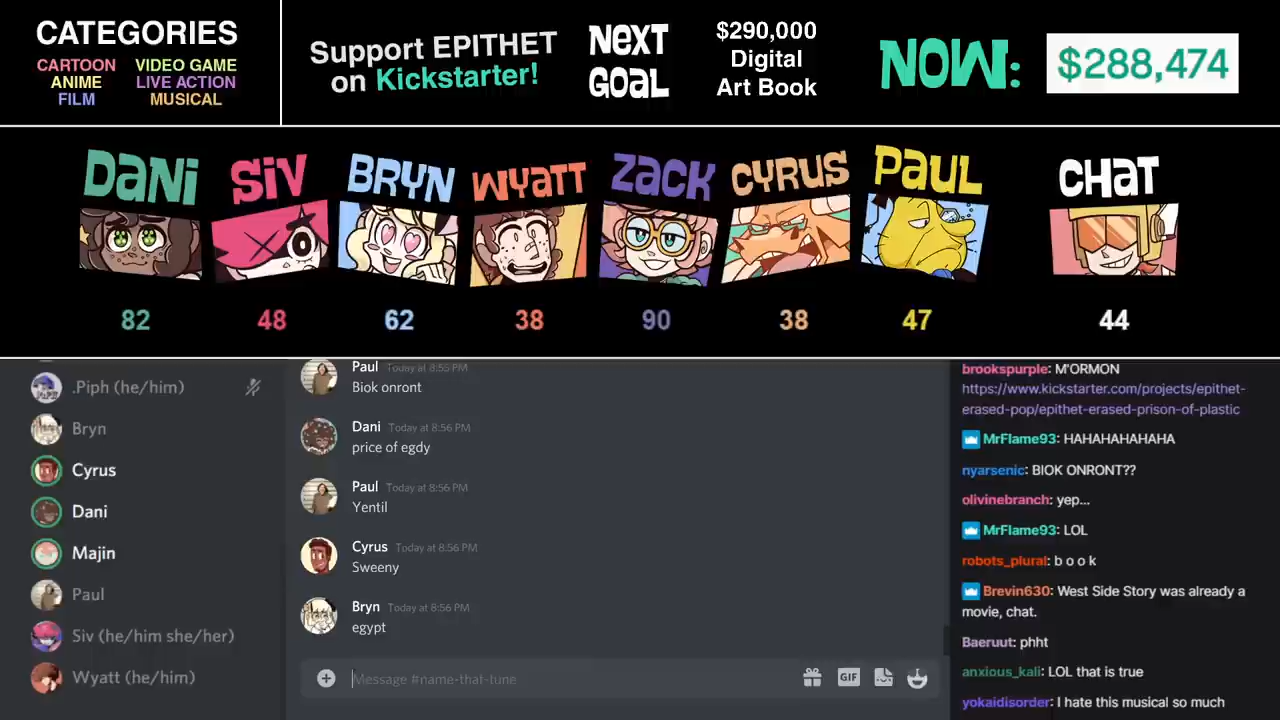 CATEGORIES
CARTOON VIDEO GAME
ANIME LIVE ACTION
FILM MUSICAL
Support EPITHET
on Kickstarter!
NEXT
GOAL
$290,000
Digital
Art Book
NOW:
$288,474
DANI
SIV
BRYN
WYATT
ZACK
CYRUS
PAUL
CHAT
82
48
62
38
90
38
47
44
.Piph (he/him)
Bryn
Cyrus
Dani
Majin
Paul
Siv (he/him she/her)
Wyatt (he/him)
Paul Today at 8:55 PM
Biok onront
Dani Today at 8:56 PM
price of egdy
Paul Today at 8:56 PM
Yentil
Cyrus Today at 8:56 PM
Sweeny
Bryn Today at 8:56 PM
egypt
Message #name-that-tune
GIF
brookspurple: M'ORMON
https://www.kickstarter.com/projects/epithet-
erased-pop/epithet-erased-prison-of-plastic
MrFlame93: HAHAHAHAHAHA
nyarsenic: BIOK ONRONT??
olivinebranch: yep...
MrFlame93: LOL
robots_plural: b o o k
Brevin630: West Side Story was already a
movie, chat.
Baeruut: phht
anxious_kali: LOL that is true
yokaidisorder: I hate this musical so much